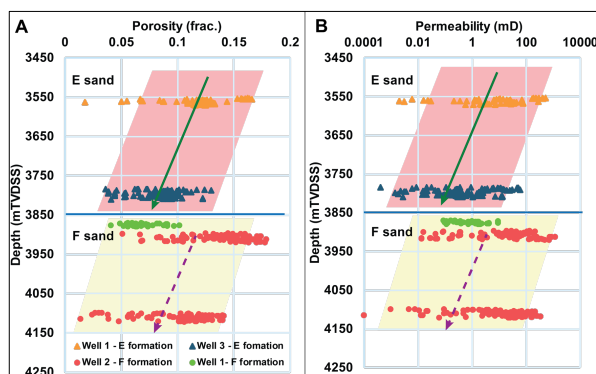 A
Porosity (frac.)
0 0.05 0.1 0.15 0.2
Depth (mTVDSS)
3450
3550
3650
3750
3850
3950
4050
4150
4250
E sand
F sand
Well 1 - E formation
Well 3 - E formation
Well 2 - F formation
Well 1- F formation
B
Permeability (mD)
0.0001 0.01 1 100 10000
Depth (mTVDSS)
3450
3550
3650
3750
3850
3950
4050
4150
4250
E sand
F sand